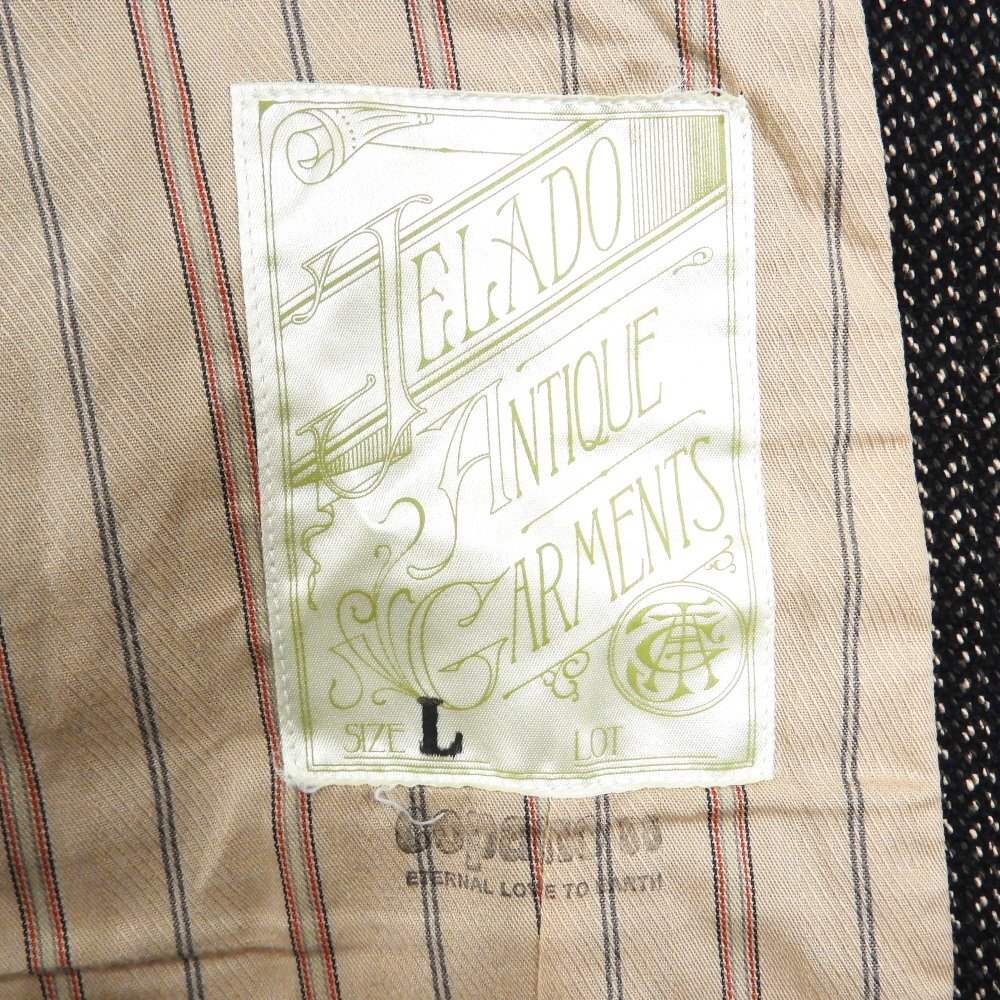 JELADO
ANTIQUE
GARMENTS
SIZE L LOT
ETERNAL LOVE TO EARTH